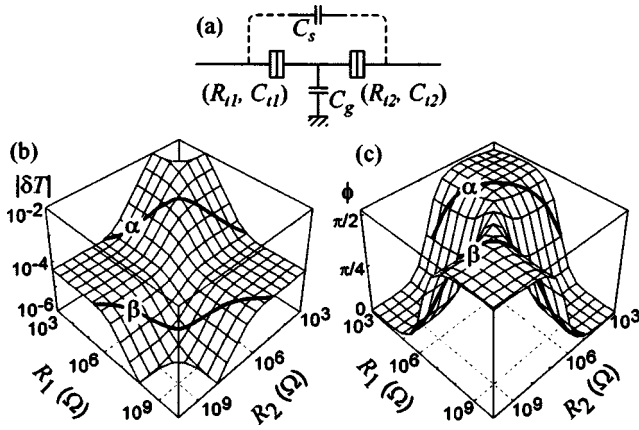 (a)
C_s
(R_t1, C_t1)
C_g
(R_t2, C_t2)
(b)
|δT|
10^-2
10^-4
10^-6
α
β
10^3
10^6
10^9
R_1 (Ω)
10^9
10^6
10^3
R_2 (Ω)
(c)
ϕ
π/2
π/4
0
α
β
10^3
10^6
10^9
R_1 (Ω)
10^9
10^6
10^3
R_2 (Ω)